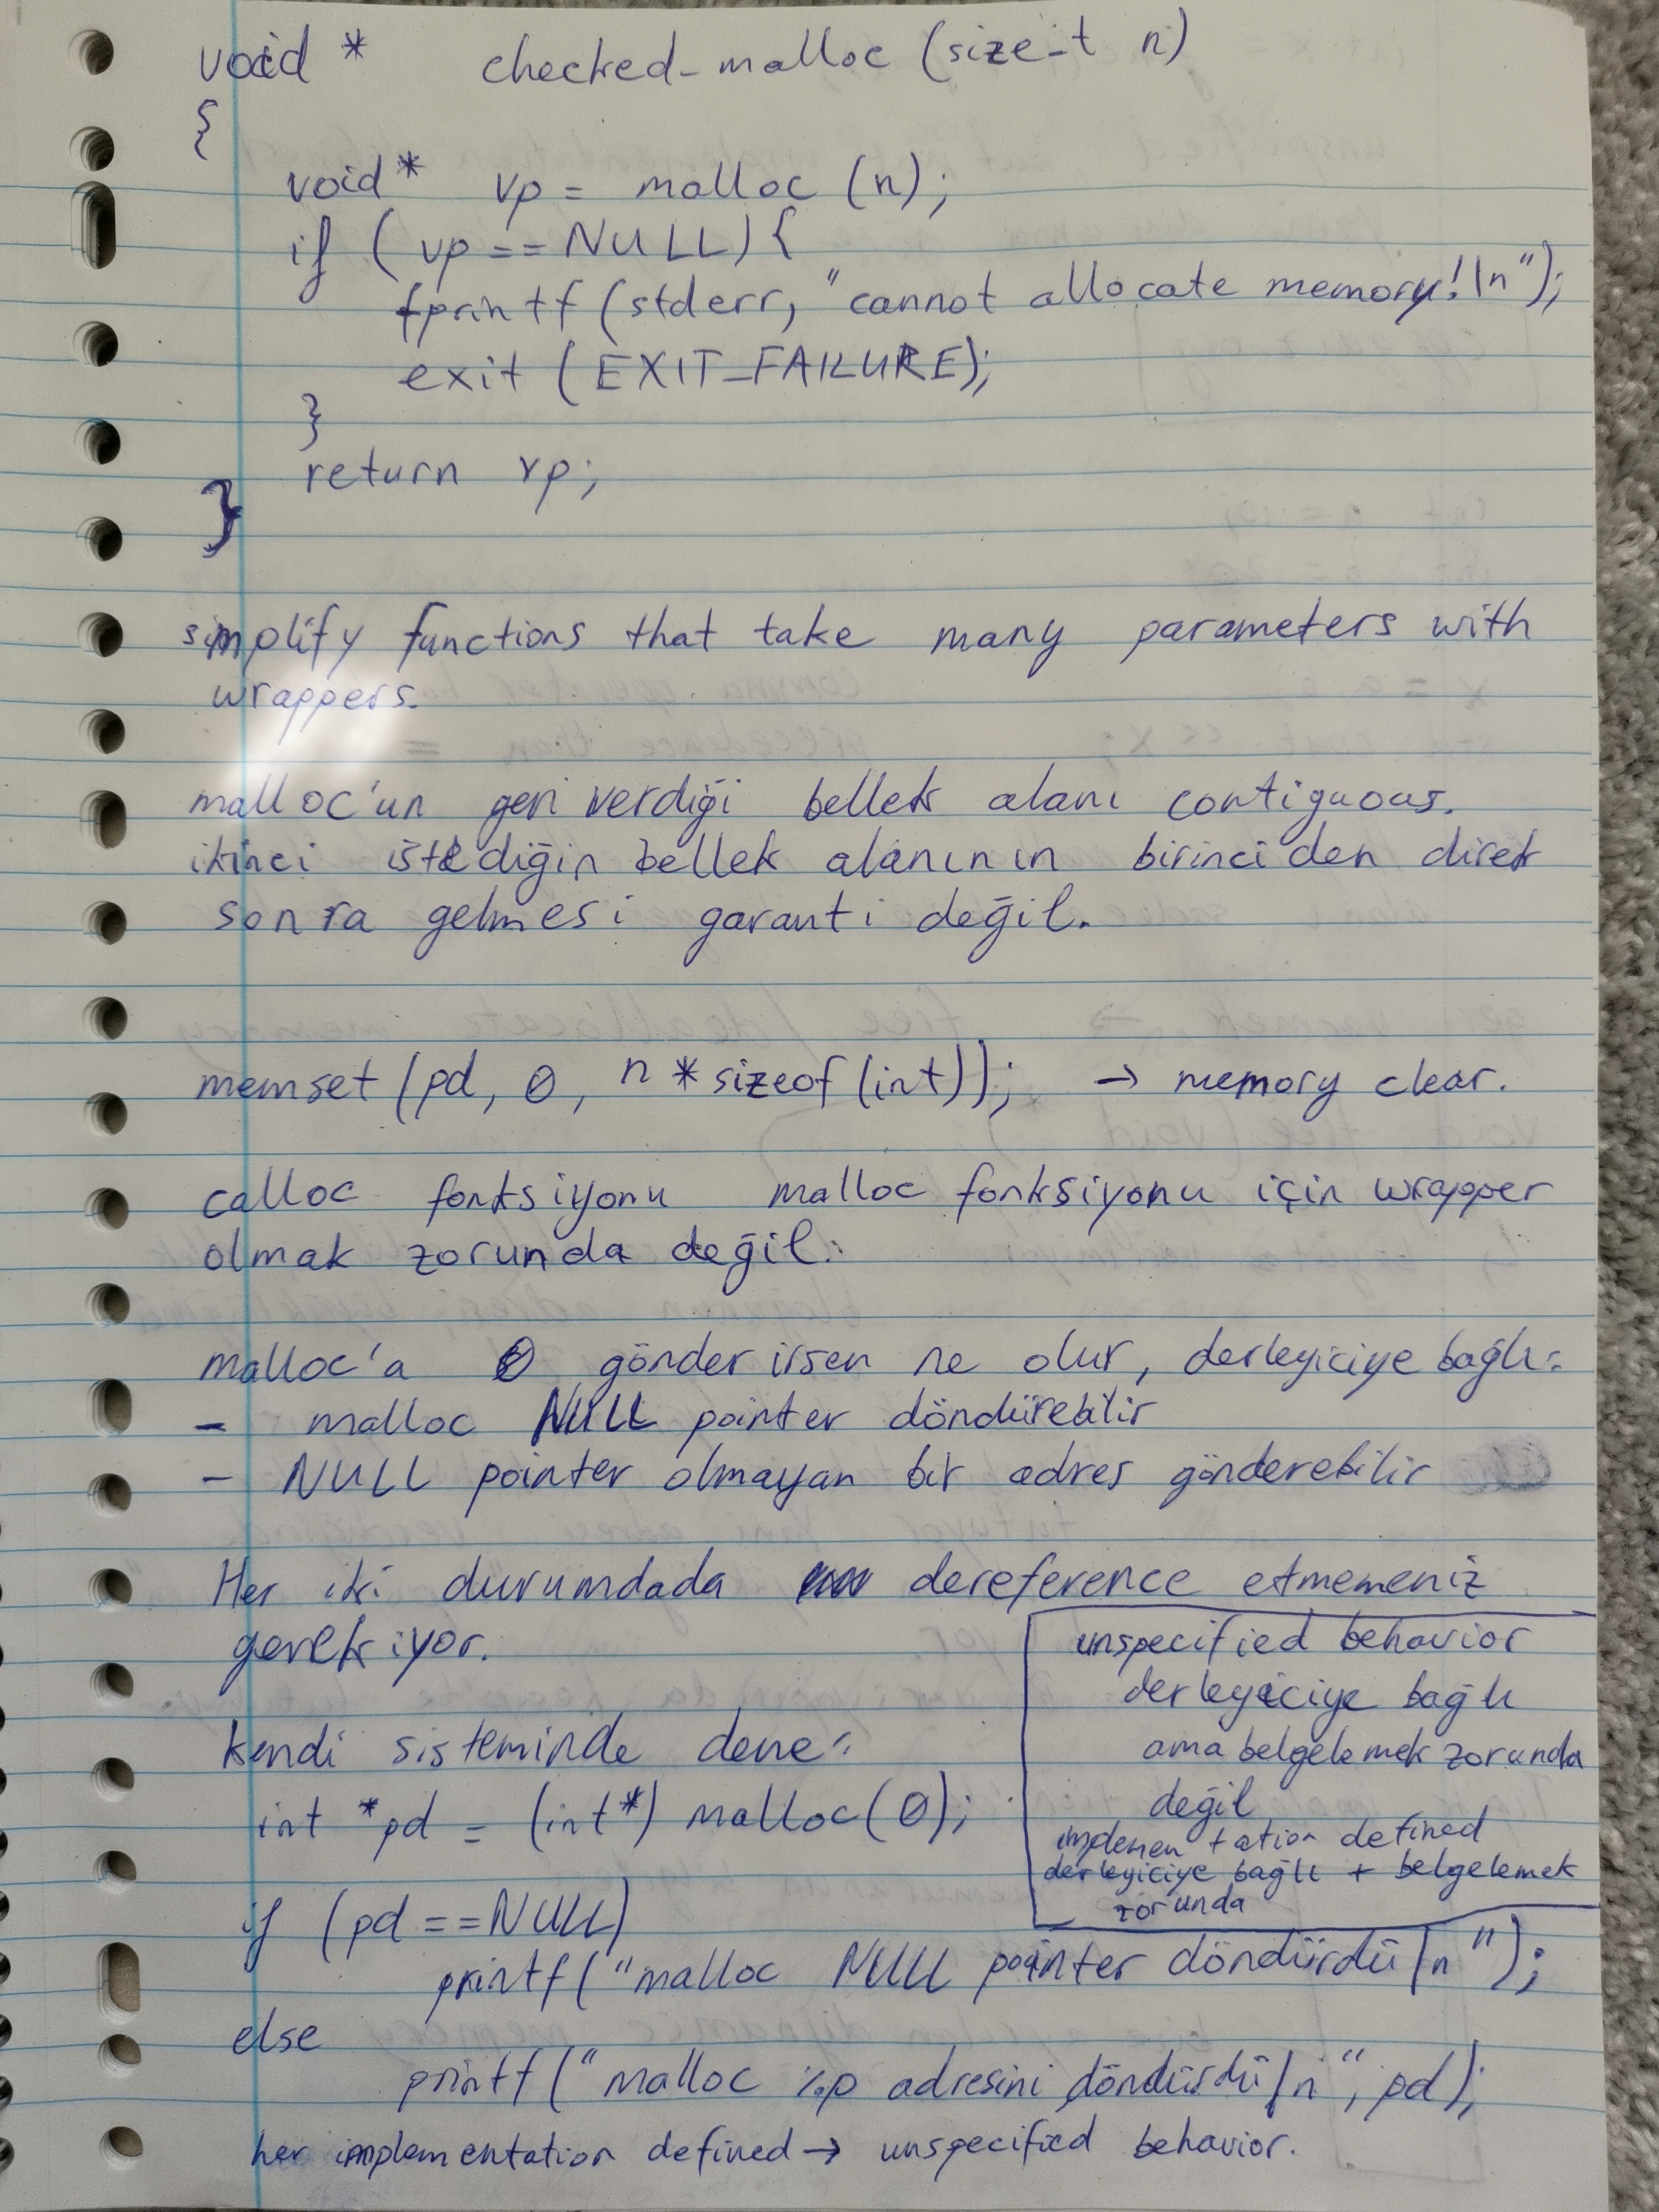 void * checked_malloc (size_t n)
{
void* vp = malloc (n);
if ( vp == NULL) {
fprintf (stderr, "cannot allocate memory!\n");
exit ( EXIT_FAILURE);
}
return vp;
}
simplify functions that take many parameters with
wrappers.
malloc'un geri verdiği bellek alanı contiguous.
ikinci istediğin bellek alanının birinciden direk
sonra gelmesi garanti değil.
memset (pd, 0, n * sizeof (int)); → memory clear.
calloc fonksiyonu malloc fonksiyonu için wrapper
olmak zorunda değil.
malloc'a 0 gönderirsen ne olur, derleyiciye bağlı:
- malloc NULL pointer döndürebilir
- NULL pointer olmayan bir adres gönderebilir
Her iki durumdada dereference etmemeniz
gerekiyor.
unspecified behavior
derleyiciye bağlı
ama belgelemek zorunda
değil
implementation defined
derleyiciye bağlı + belgelemek
zorunda
kendi sisteminde dene:
int *pd = (int*) malloc (0);
if (pd == NULL)
printf ("malloc NULL pointer döndürdü\n");
else
printf ("malloc %p adresini döndürdü\n", pd);
her implementation defined → unspecified behavior.